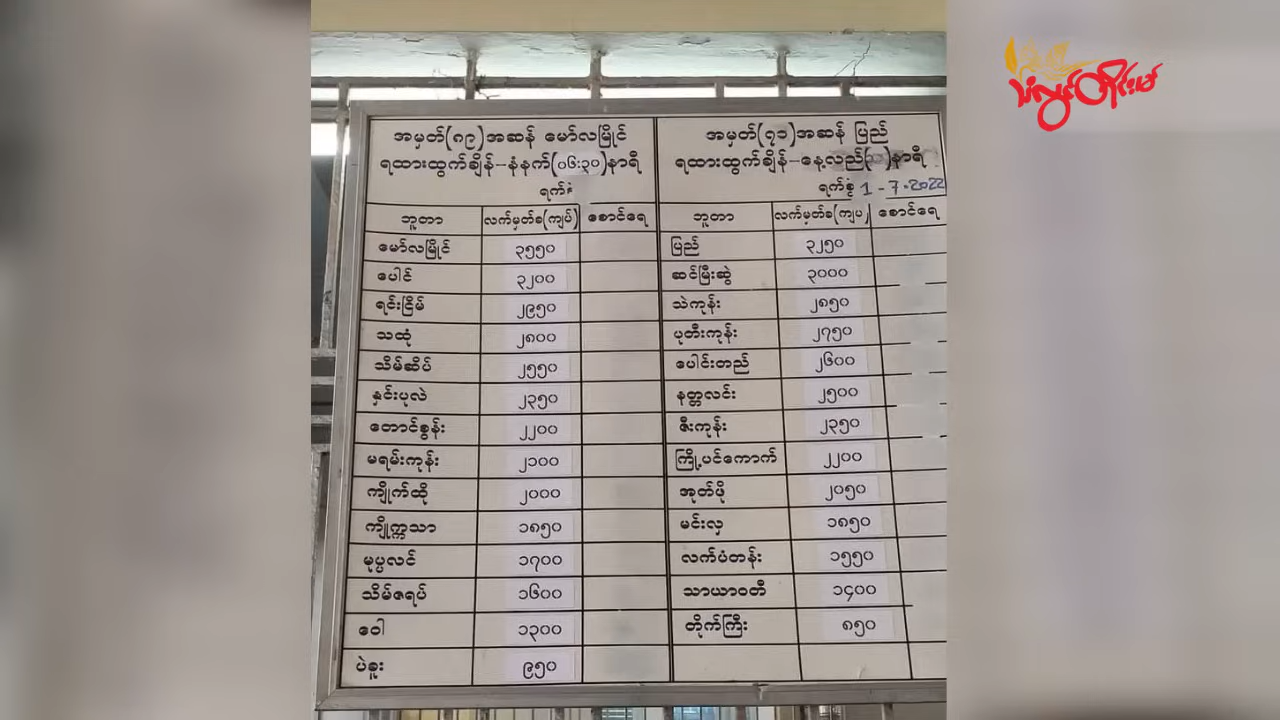 သံလွင်တိုင်းမ်
အမှတ်(၈၉)အဆန် မော်လမြိုင်
ရထားထွက်ချိန်-နံနက်(၀၆:၃၀)နာရီ
ရက်စွဲ
ဘူတာ လက်မှတ်ခ(ကျပ်) စောင်ရေ
မော်လမြိုင် ၃၅၅၀
ပေါင် ၃၂၀၀
ရင်းငြိမ် ၂၉၅၀
သထုံ ၂၈၀၀
သိမ်ဆိပ် ၂၅၅၀
နှင်းပုလဲ ၂၃၅၀
တောင်စွန်း ၂၂၀၀
မရမ်းကုန်း ၂၁၀၀
ကျိုက်ထို ၂၀၀၀
ကျိုက္ကသာ ၁၈၅၀
မုပ္ပလင် ၁၇၀၀
သိမ်ဇရပ် ၁၆၀၀
ဝေါ ၁၃၀၀
ပဲခူး ၉၅၀
အမှတ်(၇၁)အဆန် ပြည်
ရထားထွက်ချိန်-နေ့လည်( )နာရီ
ရက်စွဲ 1-7-2022
ဘူတာ လက်မှတ်ခ(ကျပ) စောင်ရေ
ပြည် ၃၂၅၀
ဆင်မြီးဆွဲ ၃၀၀၀
သဲကုန်း ၂၈၅၀
ပုတီးကုန်း ၂၇၅၀
ပေါင်းတည် ၂၆၀၀
နတ္တလင်း ၂၅၀၀
ဇီးကုန်း ၂၃၅၀
ကြို့ပင်ကောက် ၂၂၀၀
အုတ်ဖို ၂၀၅၀
မင်းလှ ၁၈၅၀
လက်ပံတန်း ၁၅၅၀
သာယာဝတီ ၁၄၀၀
တိုက်ကြီး ၈၅၀